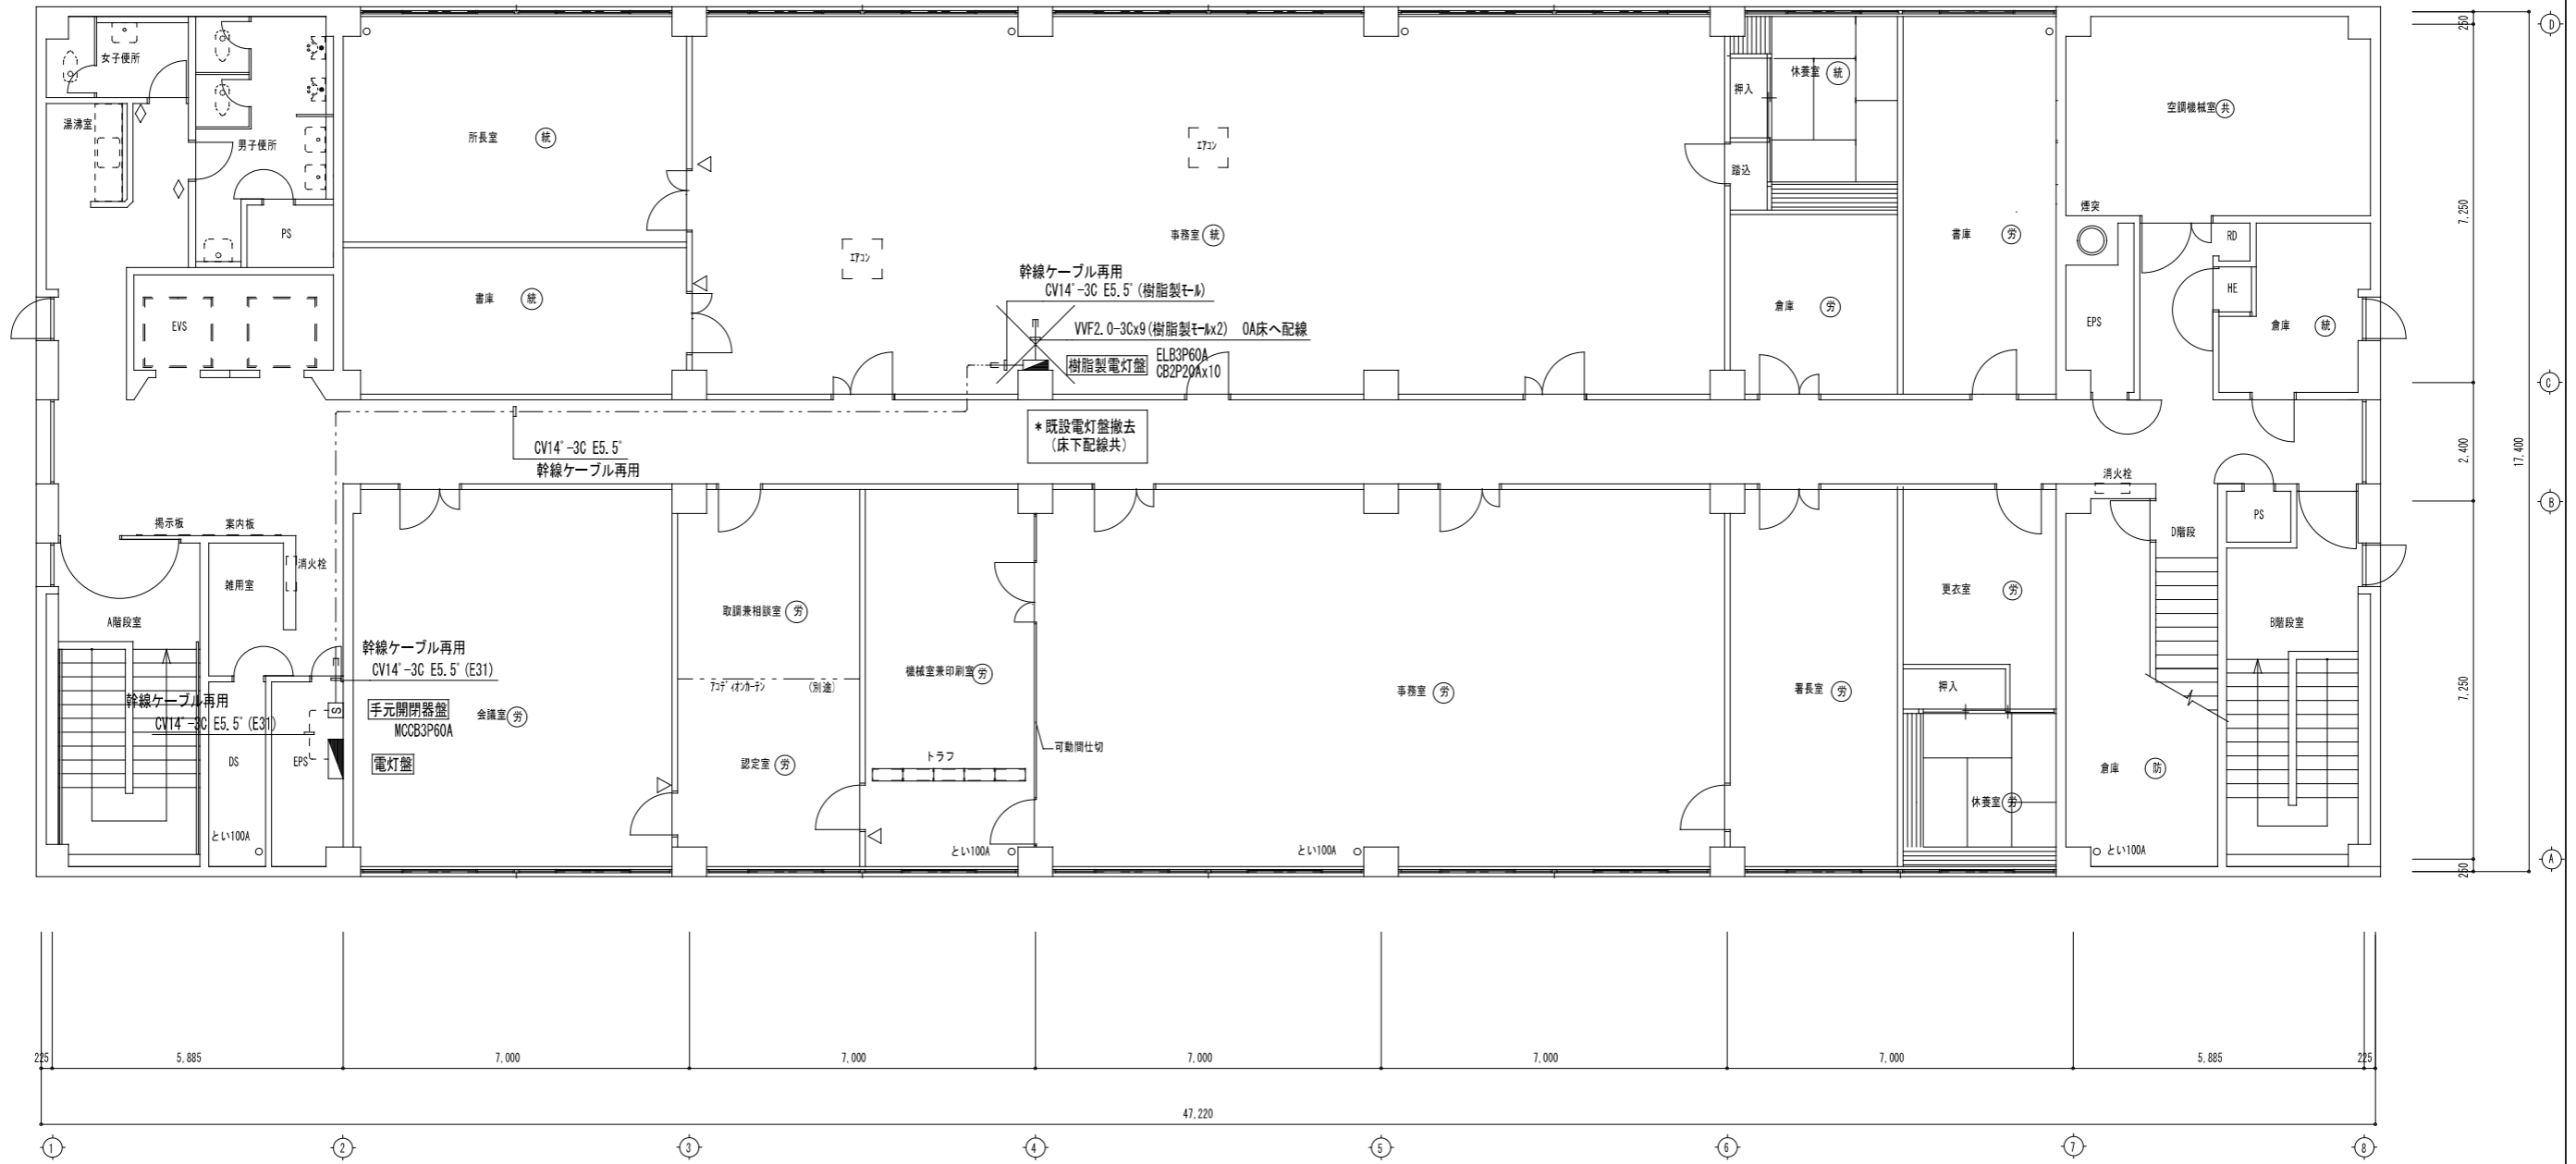 女子便所
湯沸室
男子便所
PS
EVS
所長室 統
書庫 統
エアコン
エアコン
事務室 統
幹線ケーブル再用
CV14°-3C E5.5°(樹脂製モール)
VVF2.0-3Cx9(樹脂製モールx2) OA床へ配線
樹脂製電灯盤
ELB3P60A
CB2P20Ax10
押入
踏込
休養室 統
倉庫 労
書庫 労
空調機械室 共
煙突
EPS
RD
HE
倉庫 統
CV14°-3C E5.5°
幹線ケーブル再用
*既設電灯盤撤去
(床下配線共)
掲示板
案内板
消火栓
雑用室
A階段室
幹線ケーブル再用
CV14°-3C E5.5°(E31)
幹線ケーブル再用
CV14°-3C E5.5°(E31)
S
手元開閉器盤
MCCB3P60A
電灯盤
DS
EPS
とい100A
会議室 労
取調兼相談室 労
アコーディオンカーテン (別途)
認定室 労
機械室兼印刷室 労
トラフ
とい100A
可動間仕切
事務室 労
とい100A
署長室 労
更衣室 労
押入
休養室 労
消火栓
D階段
PS
B階段室
倉庫 防
とい100A
250
7,250
2,400
7,250
250
17,400
D
C
B
A
225
5,885
7,000
7,000
7,000
7,000
7,000
5,885
225
47,220
1
2
3
4
5
6
7
8